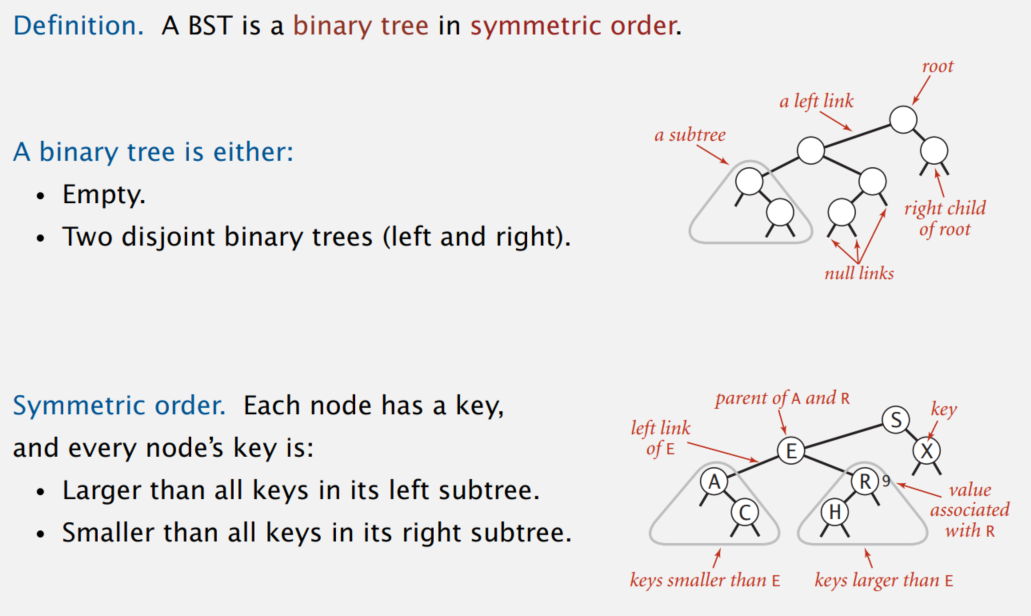 Definition. A BST is a binary tree in symmetric order.
root
a left link
a subtree
A binary tree is either:
• Empty.
• Two disjoint binary trees (left and right).
right child
of root
null links
Symmetric order. Each node has a key,
and every node's key is:
• Larger than all keys in its left subtree.
• Smaller than all keys in its right subtree.
parent of A and R
key
left link
of E
S
E
X
A
R 9
C
H
value
associated
with R
keys smaller than E
keys larger than E